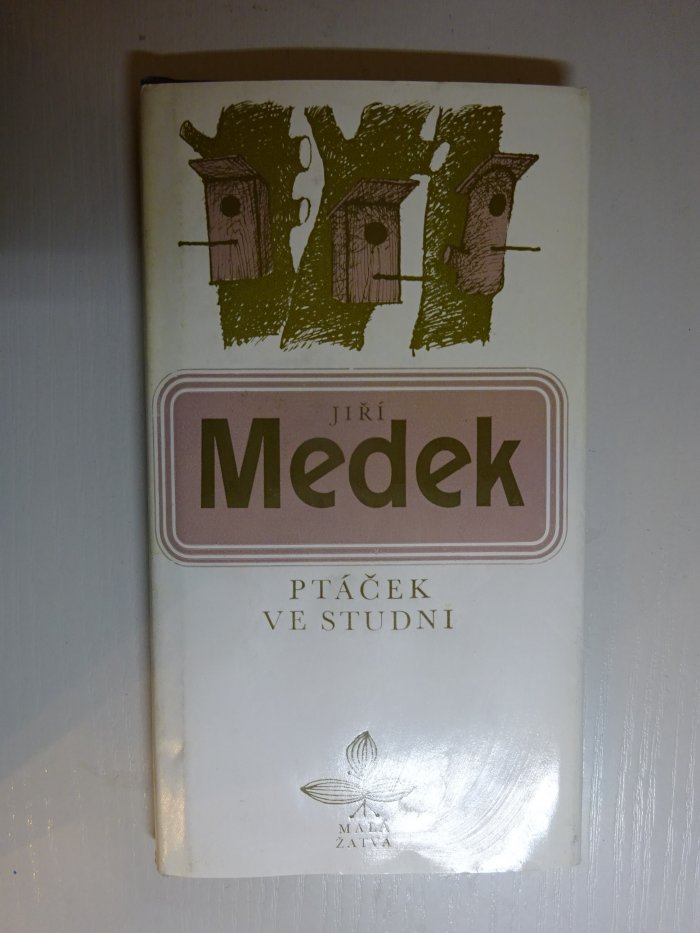 JIŘÍ
Medek
PTÁČEK
VE STUDNI
MALÁ
ŽATVA